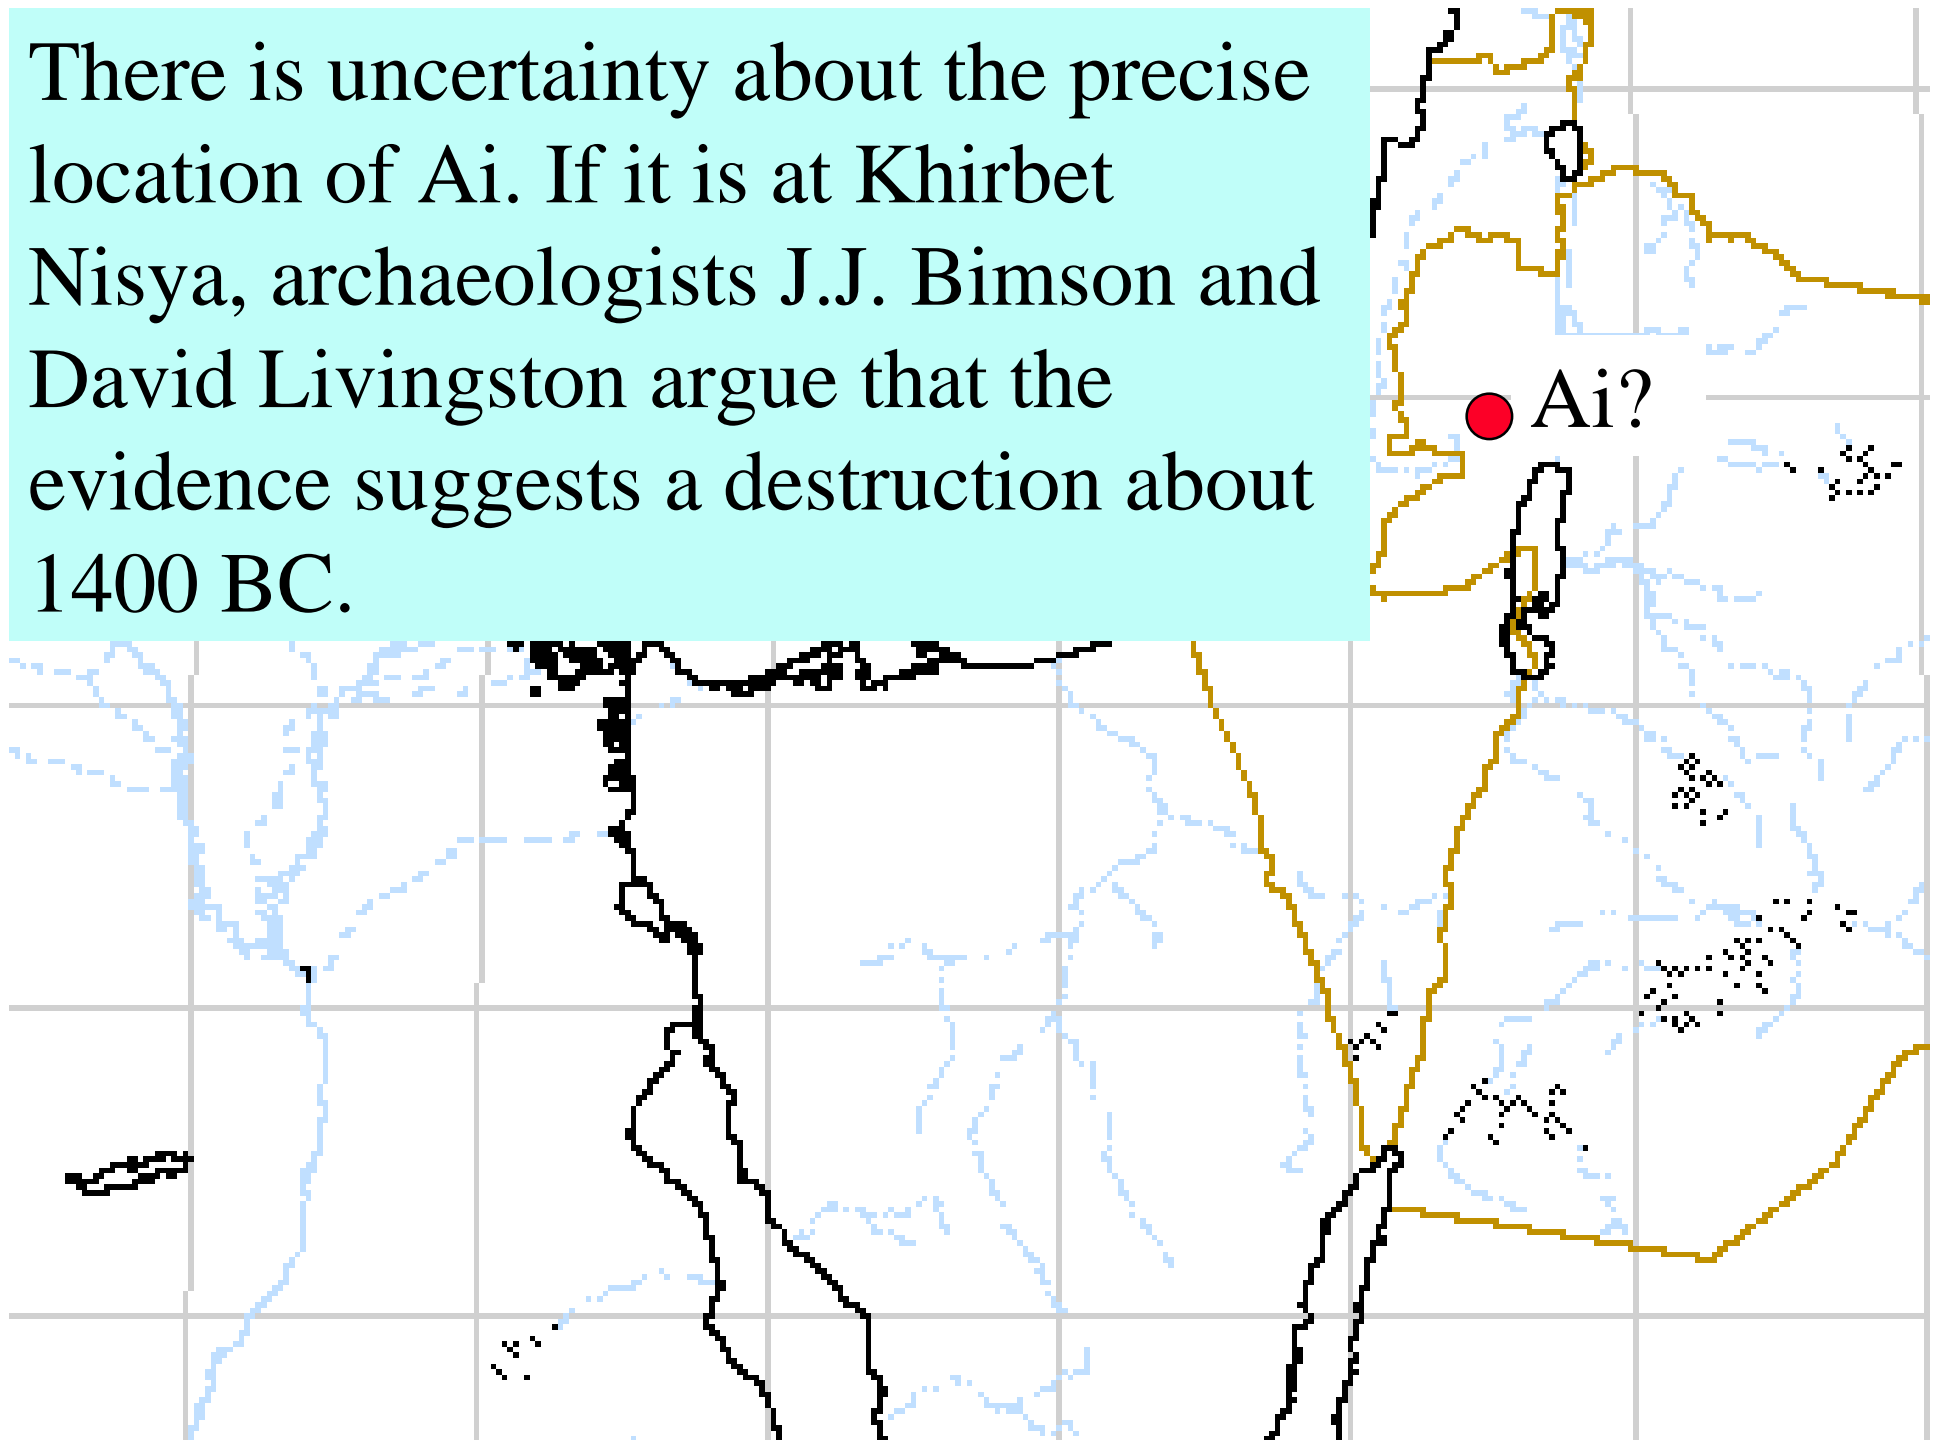 There is uncertainty about the precise
location of Ai. If it is at Khirbet
Nisya, archaeologists J.J. Bimson and
David Livingston argue that the
evidence suggests a destruction about
1400 BC.
Ai?